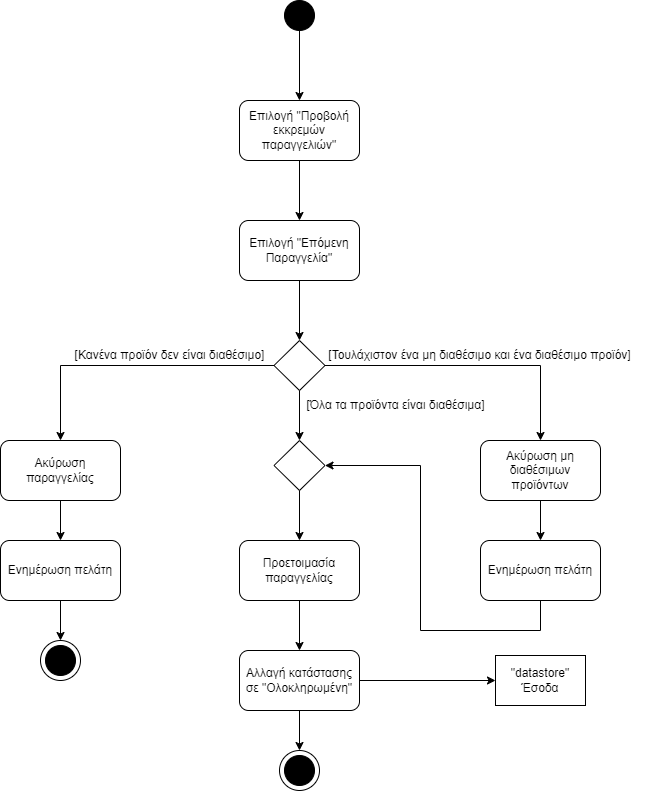 Επιλογή "Προβολή
εκκρεμών
παραγγελιών"
Επιλογή "Επόμενη
Παραγγελία"
[Κανένα προϊόν δεν είναι διαθέσιμο]
[Τουλάχιστον ένα μη διαθέσιμο και ένα διαθέσιμο προϊόν]
[Όλα τα προϊόντα είναι διαθέσιμα]
Ακύρωση
παραγγελίας
Ακύρωση μη
διαθέσιμων
προϊόντων
Ενημέρωση πελάτη
Προετοιμασία
παραγγελίας
Ενημέρωση πελάτη
Αλλαγή κατάστασης
σε "Ολοκληρωμένη"
"datastore"
Έσοδα